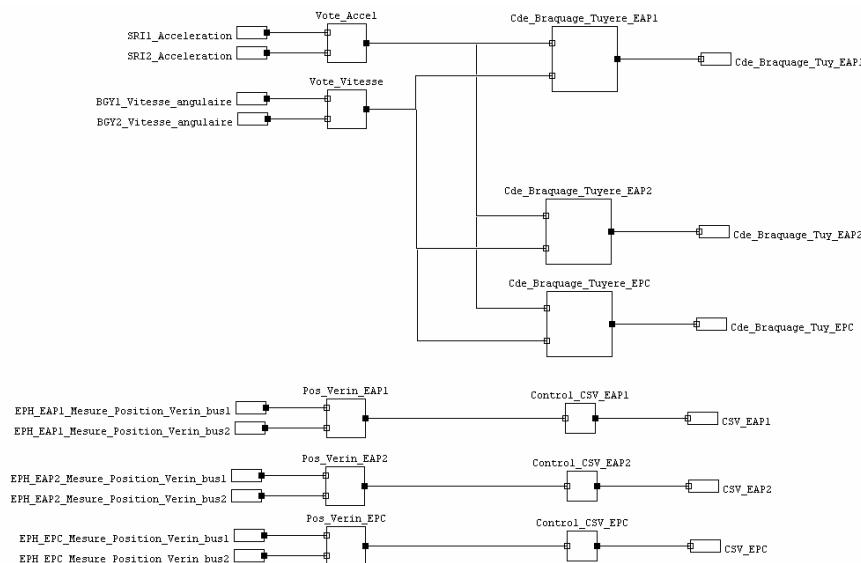 Vote_Accel
Cde_Braquage_Tuyere_EAP1
SRI1_Acceleration
SRI2_Acceleration
Cde_Braquage_Tuy_EAP1
Vote_Vitesse
BGY1_Vitesse_angulaire
BGY2_Vitesse_angulaire
Cde_Braquage_Tuyere_EAP2
Cde_Braquage_Tuy_EAP2
Cde_Braquage_Tuyere_EPC
Cde_Braquage_Tuy_EPC
Pos_Verin_EAP1
Control_CSV_EAP1
EPH_EAP1_Mesure_Position_Verin_bus1
EPH_EAP1_Mesure_Position_Verin_bus2
CSV_EAP1
Pos_Verin_EAP2
Control_CSV_EAP2
EPH_EAP2_Mesure_Position_Verin_bus1
EPH_EAP2_Mesure_Position_Verin_bus2
CSV_EAP2
Pos_Verin_EPC
Control_CSV_EPC
EPH_EPC_Mesure_Position_Verin_bus1
EPH_EPC_Mesure_Position_Verin_bus2
CSV_EPC